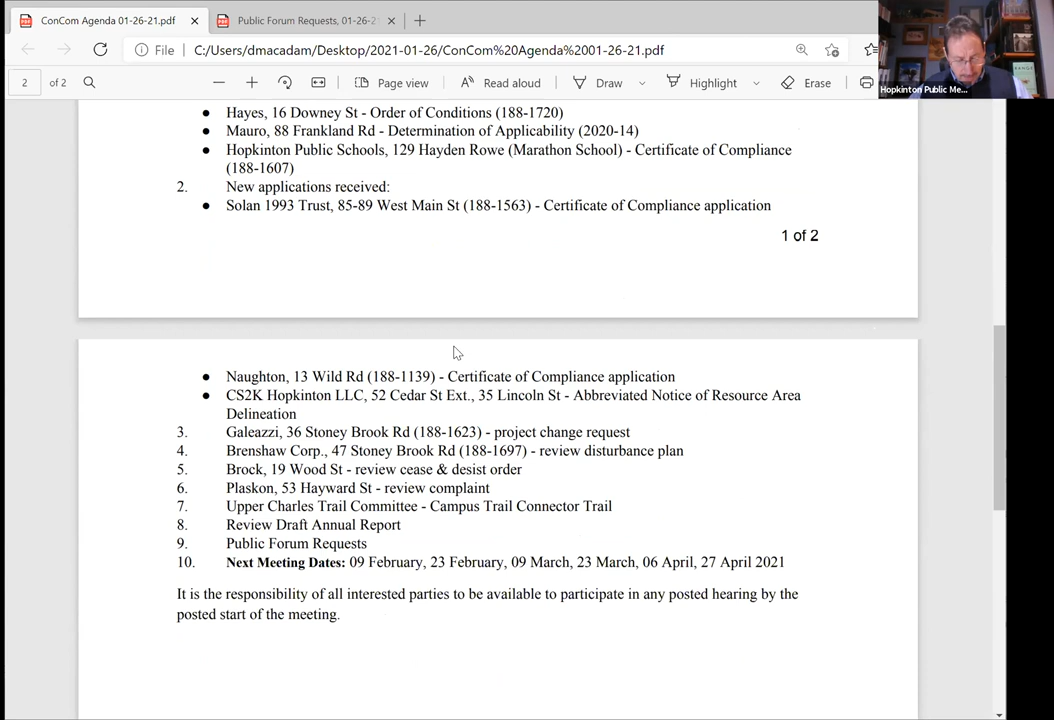 ConCom Agenda 01-26-21.pdf
Public Forum Requests, 01-26-2
File C:/Users/dmacadam/Desktop/2021-01-26/ConCom%20Agenda%2001-26-21.pdf
2 of 2 Page view Read aloud Draw Highlight Erase
Hopkinton Public Me...
• Hayes, 16 Downey St - Order of Conditions (188-1720)
• Mauro, 88 Frankland Rd - Determination of Applicability (2020-14)
• Hopkinton Public Schools, 129 Hayden Rowe (Marathon School) - Certificate of Compliance
(188-1607)
2. New applications received:
• Solan 1993 Trust, 85-89 West Main St (188-1563) - Certificate of Compliance application
1 of 2
• Naughton, 13 Wild Rd (188-1139) - Certificate of Compliance application
• CS2K Hopkinton LLC, 52 Cedar St Ext., 35 Lincoln St - Abbreviated Notice of Resource Area
Delineation
3. Galeazzi, 36 Stoney Brook Rd (188-1623) - project change request
4. Brenshaw Corp., 47 Stoney Brook Rd (188-1697) - review disturbance plan
5. Brock, 19 Wood St - review cease & desist order
6. Plaskon, 53 Hayward St - review complaint
7. Upper Charles Trail Committee - Campus Trail Connector Trail
8. Review Draft Annual Report
9. Public Forum Requests
10. Next Meeting Dates: 09 February, 23 February, 09 March, 23 March, 06 April, 27 April 2021
It is the responsibility of all interested parties to be available to participate in any posted hearing by the
posted start of the meeting.